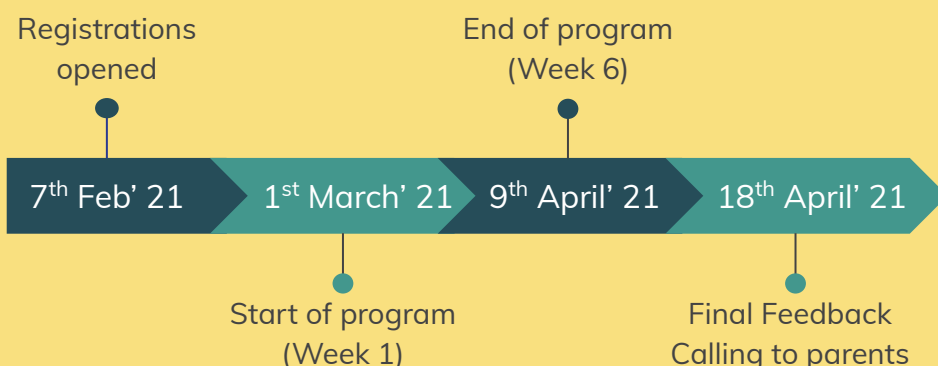 Registrations
opened
End of program
(Week 6)
7th Feb’ 21
1st March’ 21
9th April’ 21
18th April’ 21
Start of program
(Week 1)
Final Feedback
Calling to parents